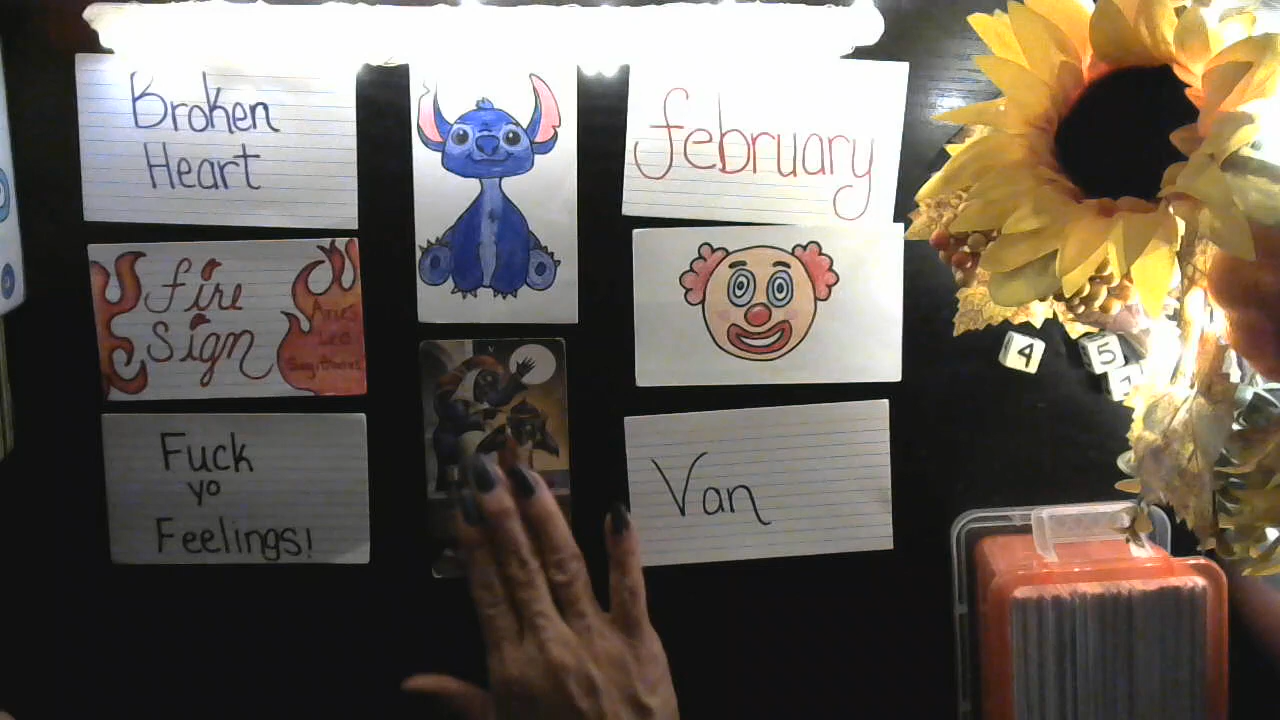 Broken
Heart
february
fire
Sign
Aries
Leo
Sagittarius
V
4
5
Fuck
yo
Feelings!
Van